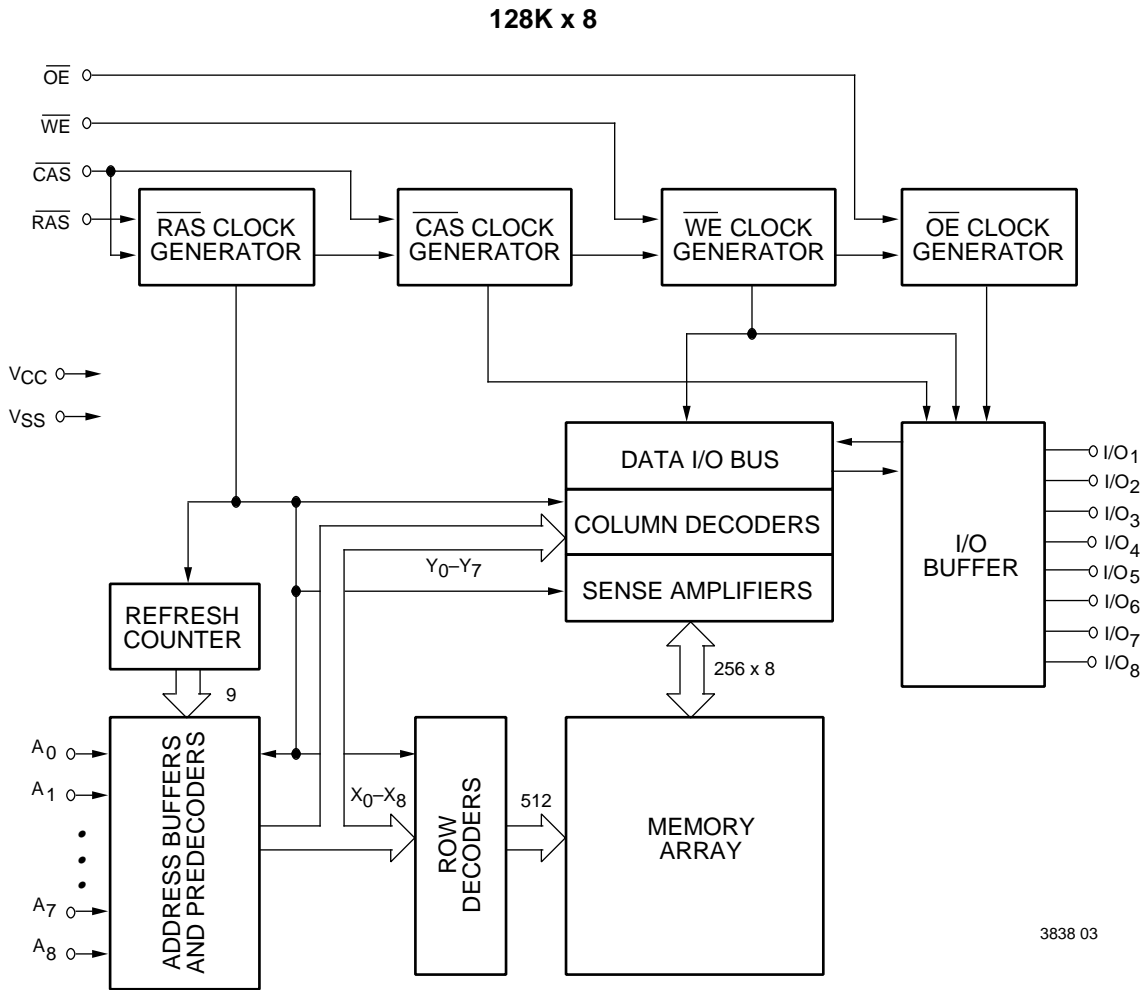 128K x 8
OE
WE
CAS
RAS
RAS CLOCK
GENERATOR
CAS CLOCK
GENERATOR
WE CLOCK
GENERATOR
OE CLOCK
GENERATOR
VCC
VSS
DATA I/O BUS
COLUMN DECODERS
SENSE AMPLIFIERS
Y0–Y7
I/O
BUFFER
I/O1
I/O2
I/O3
I/O4
I/O5
I/O6
I/O7
I/O8
REFRESH
COUNTER
9
256 x 8
A0
A1
A7
A8
ADDRESS BUFFERS
AND PREDECODERS
X0–X8
ROW
DECODERS
512
MEMORY
ARRAY
3838 03